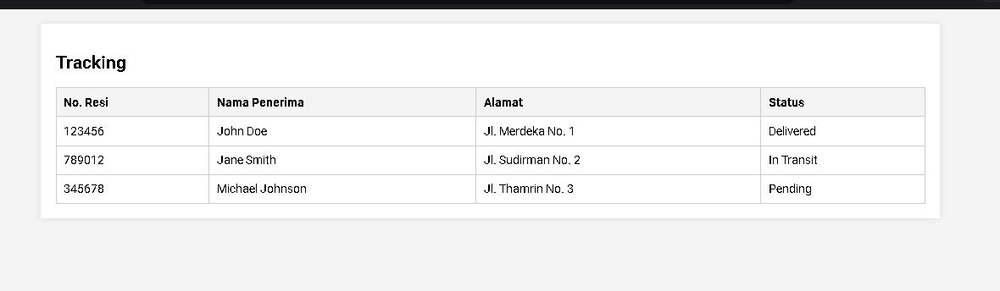 Tracking
No. Resi Nama Penerima Alamat Status
123456 John Doe Jl. Merdeka No. 1 Delivered
789012 Jane Smith Jl. Sudirman No. 2 In Transit
345678 Michael Johnson Jl. Thamrin No. 3 Pending